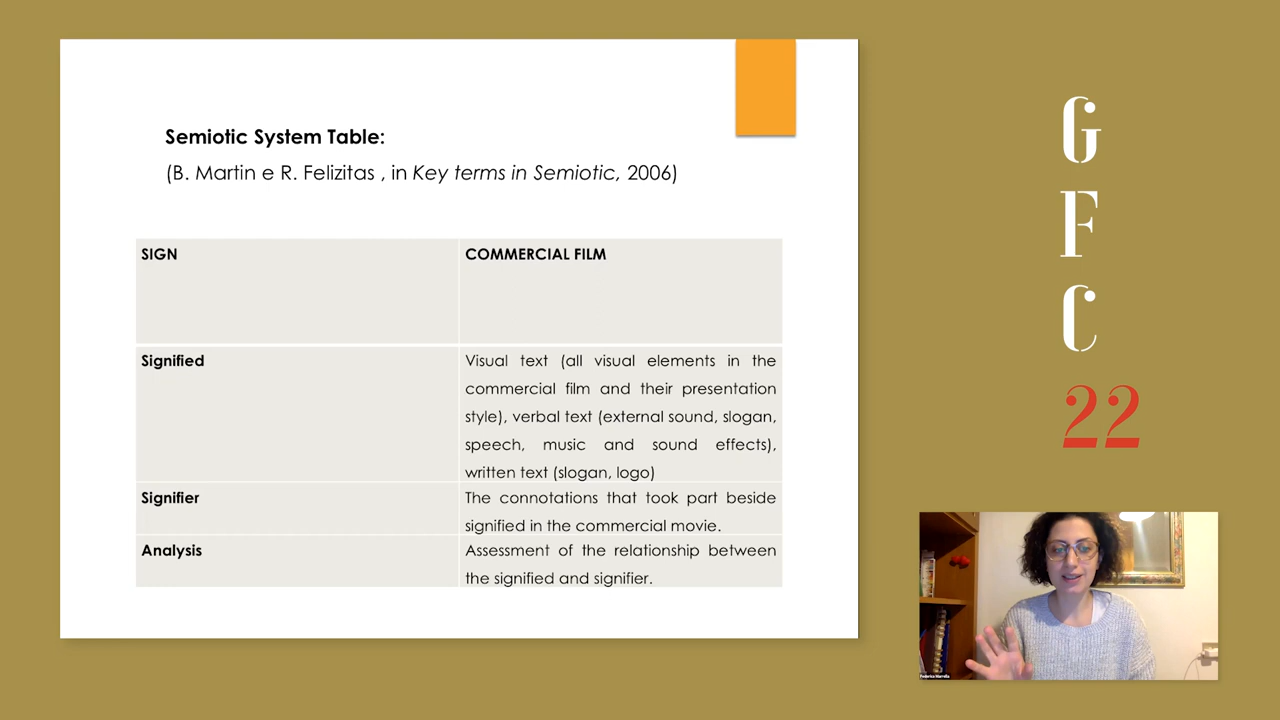 Semiotic System Table:
(B. Martin e R. Felizitas , in Key terms in Semiotic, 2006)
SIGN
COMMERCIAL FILM
Signified
Visual text (all visual elements in the
commercial film and their presentation
style), verbal text (external sound, slogan,
speech, music and sound effects),
written text (slogan, logo)
Signifier
The connotations that took part beside
signified in the commercial movie.
Analysis
Assessment of the relationship between
the signified and signifier.
G
F
C
22
Federica Marrella